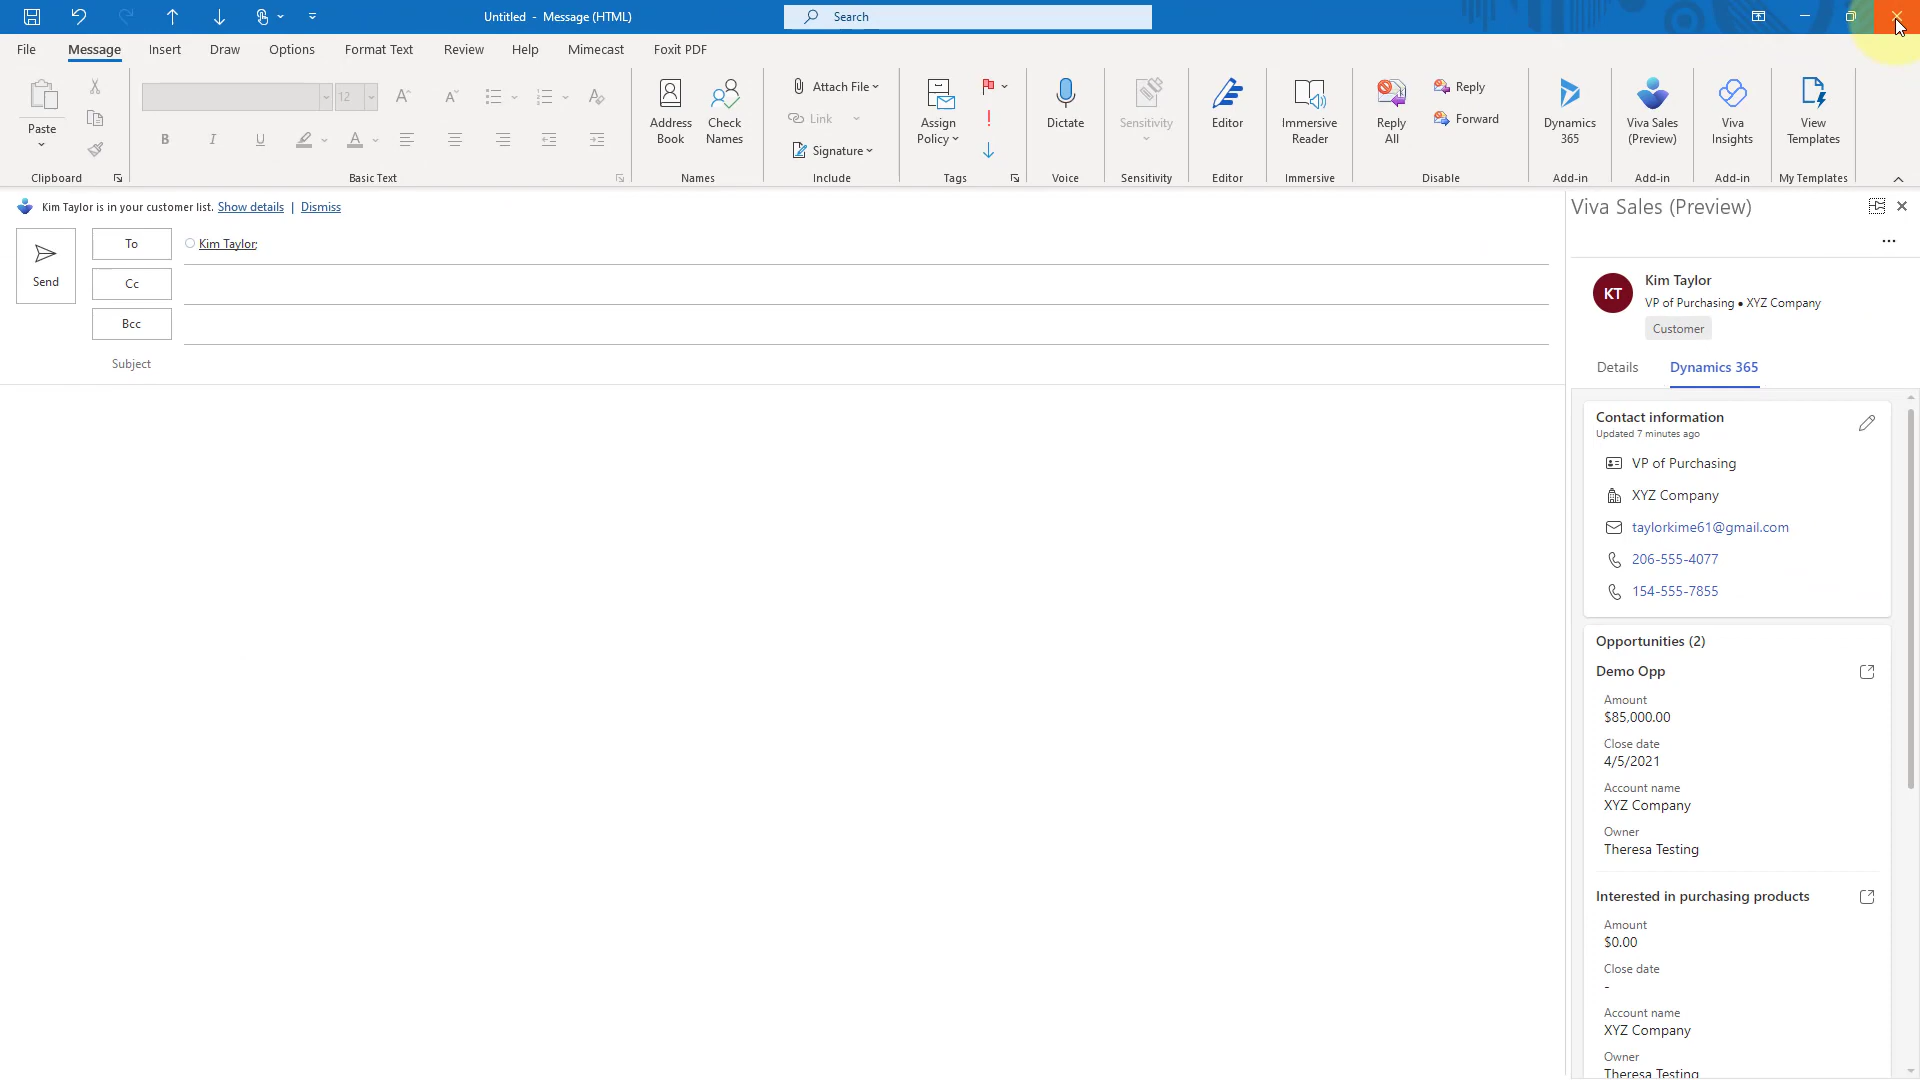 Untitled - Message (HTML)
Search
File Message Insert Draw Options Format Text Review Help Mimecast Foxit PDF
Paste
12
Address Book
Check Names
Attach File
Link
Signature
Assign Policy
Dictate
Sensitivity
Editor
Immersive Reader
Reply All
Reply
Forward
Dynamics 365
Viva Sales (Preview)
Viva Insights
View Templates
Clipboard Basic Text Names Include Tags Voice Sensitivity Editor Immersive Disable Add-in Add-in Add-in My Templates
Kim Taylor is in your customer list. Show details | Dismiss
Send
To
Kim Taylor;
Cc
Bcc
Subject
Viva Sales (Preview)
KT
Kim Taylor
VP of Purchasing • XYZ Company
Customer
Details Dynamics 365
Contact information
Updated 7 minutes ago
VP of Purchasing
XYZ Company
taylorkime61@gmail.com
206-555-4077
154-555-7855
Opportunities (2)
Demo Opp
Amount
$85,000.00
Close date
4/5/2021
Account name
XYZ Company
Owner
Theresa Testing
Interested in purchasing products
Amount
$0.00
Close date
-
Account name
XYZ Company
Owner
Theresa Testing